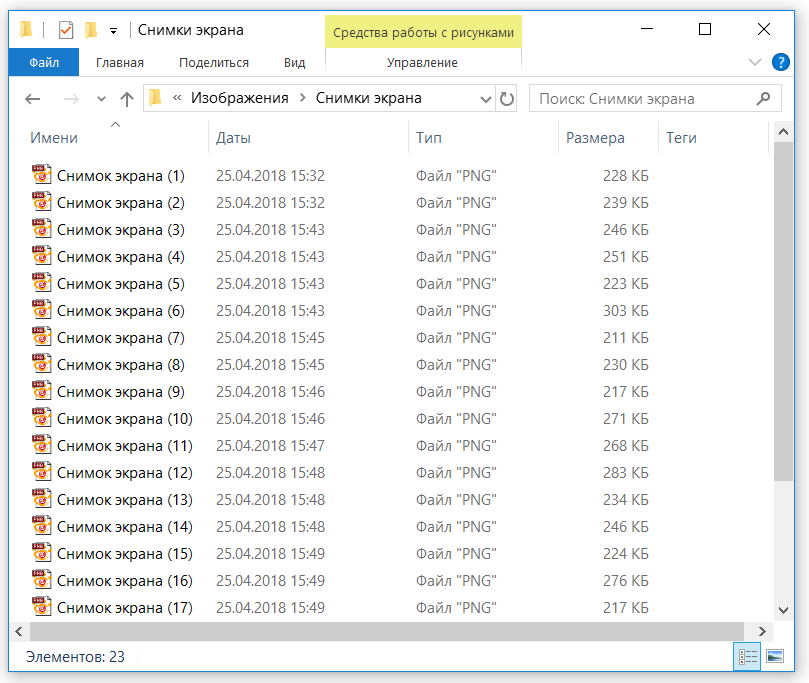 Снимки экрана
Средства работы с рисунками
Файл Главная Поделиться Вид Управление
?
« Изображения > Снимки экрана Поиск: Снимки экрана
Имени Даты Тип Размера Теги
Снимок экрана (1) 25.04.2018 15:32 Файл "PNG" 228 КБ
Снимок экрана (2) 25.04.2018 15:32 Файл "PNG" 239 КБ
Снимок экрана (3) 25.04.2018 15:43 Файл "PNG" 246 КБ
Снимок экрана (4) 25.04.2018 15:43 Файл "PNG" 251 КБ
Снимок экрана (5) 25.04.2018 15:43 Файл "PNG" 223 КБ
Снимок экрана (6) 25.04.2018 15:43 Файл "PNG" 303 КБ
Снимок экрана (7) 25.04.2018 15:45 Файл "PNG" 211 КБ
Снимок экрана (8) 25.04.2018 15:45 Файл "PNG" 230 КБ
Снимок экрана (9) 25.04.2018 15:46 Файл "PNG" 217 КБ
Снимок экрана (10) 25.04.2018 15:46 Файл "PNG" 271 КБ
Снимок экрана (11) 25.04.2018 15:47 Файл "PNG" 268 КБ
Снимок экрана (12) 25.04.2018 15:48 Файл "PNG" 283 КБ
Снимок экрана (13) 25.04.2018 15:48 Файл "PNG" 234 КБ
Снимок экрана (14) 25.04.2018 15:48 Файл "PNG" 246 КБ
Снимок экрана (15) 25.04.2018 15:49 Файл "PNG" 224 КБ
Снимок экрана (16) 25.04.2018 15:49 Файл "PNG" 276 КБ
Снимок экрана (17) 25.04.2018 15:49 Файл "PNG" 217 КБ
Элементов: 23